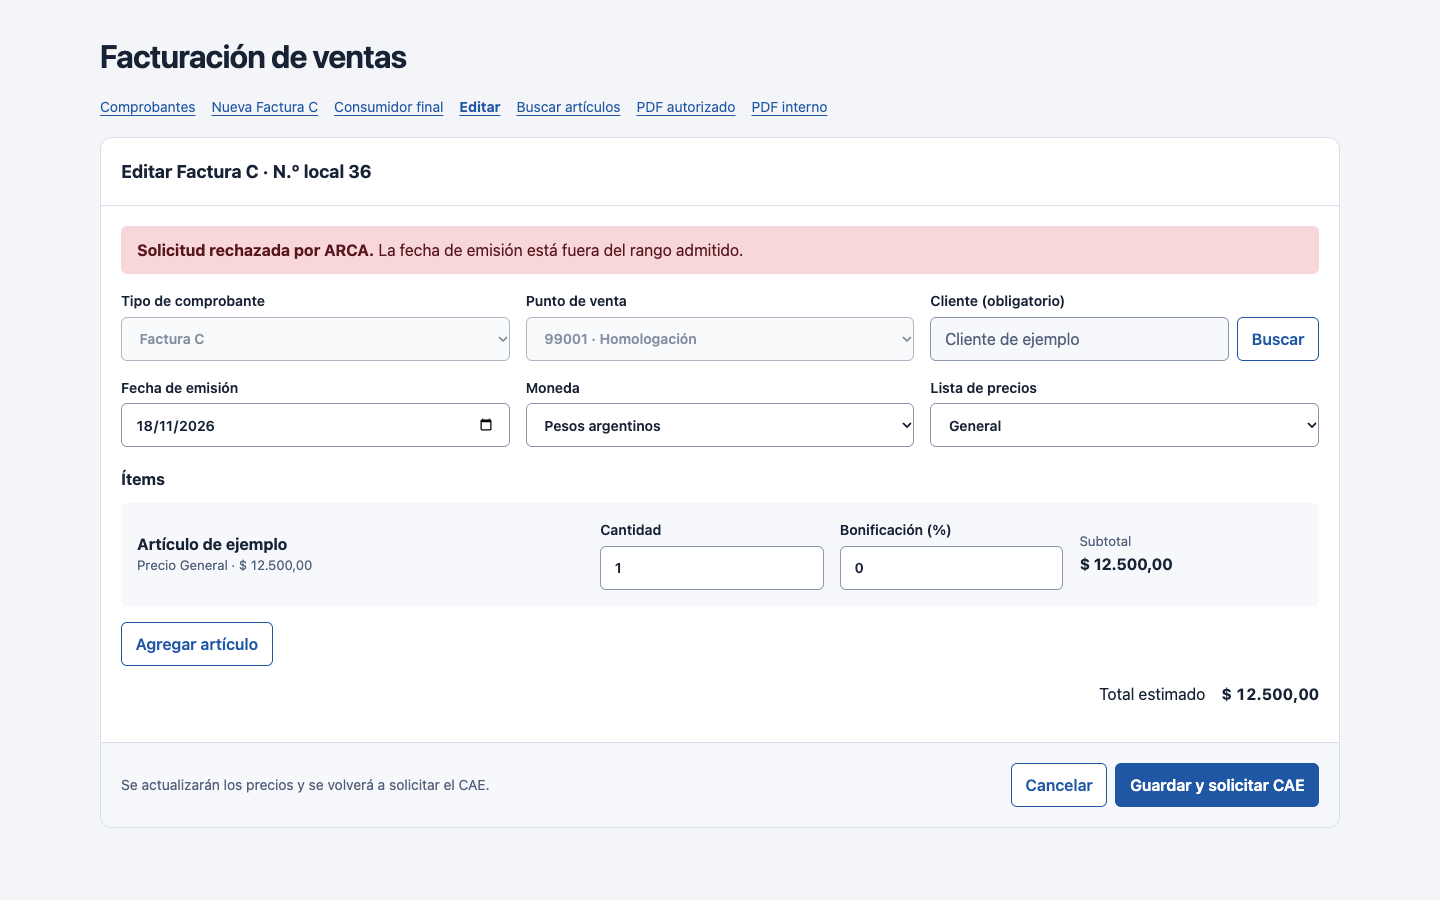 Facturación de ventas
Comprobantes Nueva Factura C Consumidor final Editar Buscar artículos PDF autorizado PDF interno
Editar Factura C · N.º local 36
Solicitud rechazada por ARCA. La fecha de emisión está fuera del rango admitido.
Tipo de comprobante Punto de venta Cliente (obligatorio)
Factura C 99001 · Homologación Cliente de ejemplo Buscar
Fecha de emisión Moneda Lista de precios
18/11/2026 Pesos argentinos General
Ítems
Cantidad Bonificación (%)
Artículo de ejemplo Subtotal
Precio General · $ 12.500,00 1 0 $ 12.500,00
Agregar artículo
Total estimado $ 12.500,00
Se actualizarán los precios y se volverá a solicitar el CAE. Cancelar Guardar y solicitar CAE